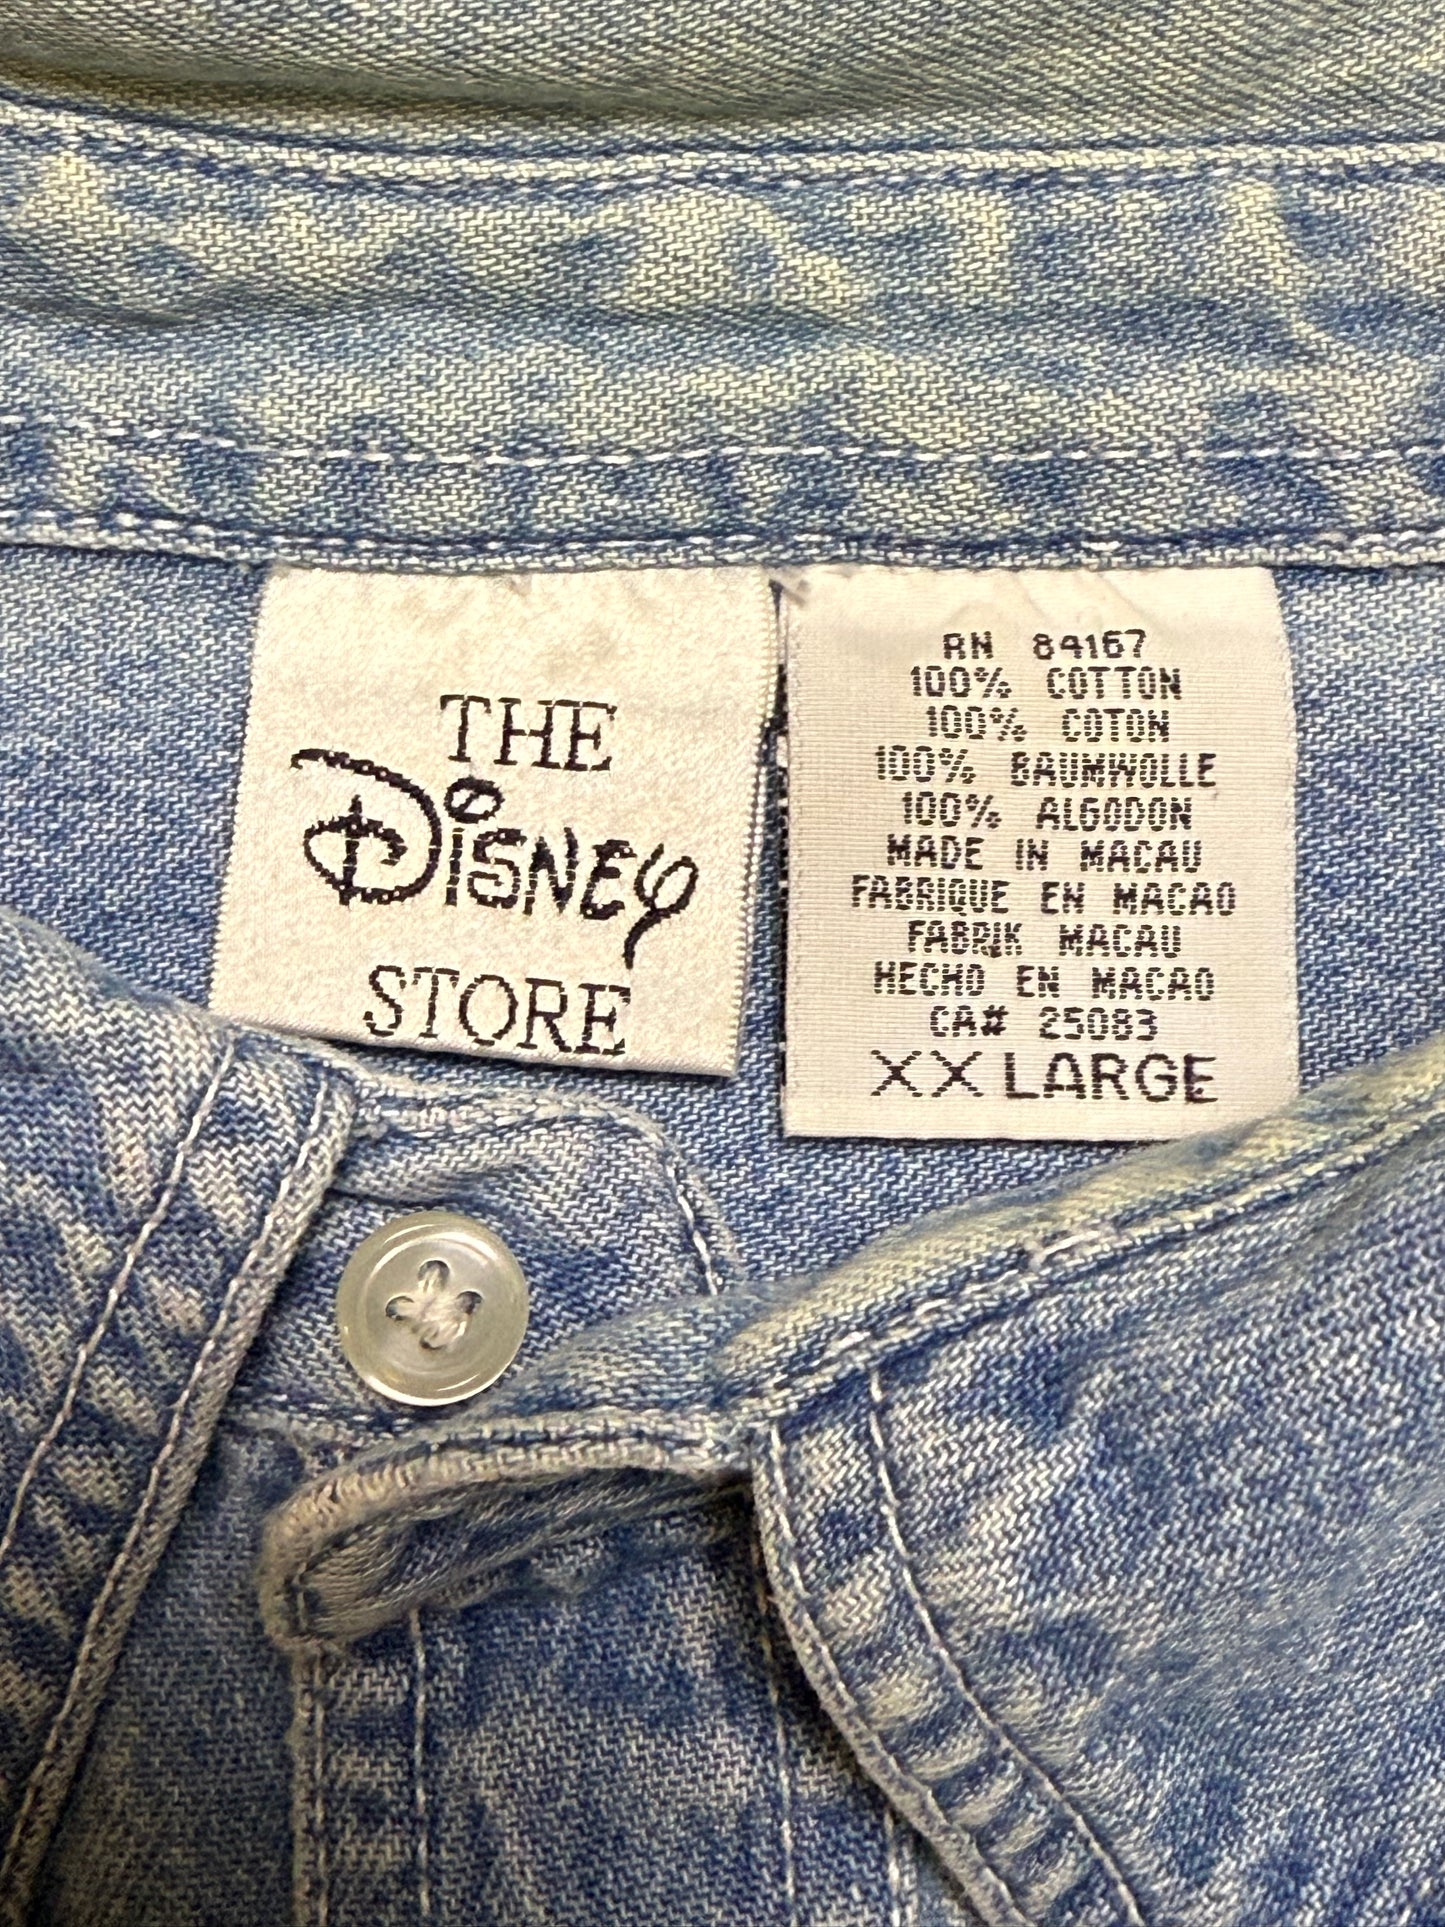 THE
Disney
STORE
RN 84167
100% COTTON
100% COTON
100% BAUMWOLLE
100% ALGODON
MADE IN MACAU
FABRIQUE EN MACAO
FABRIK MACAU
HECHO EN MACAO
CA# 25083
XX LARGE